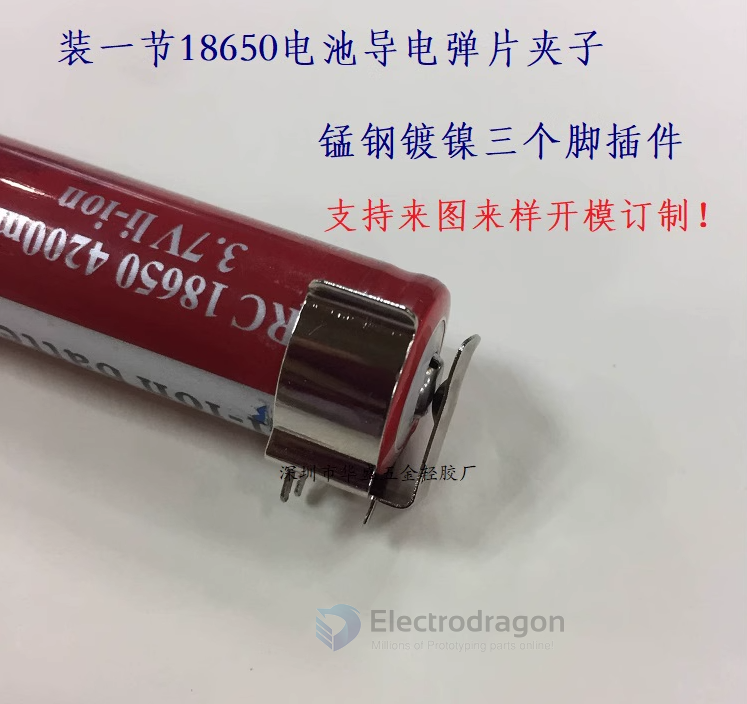 装一节18650电池导电弹片夹子
锰钢镀镍三个脚插件
支持来图来样开模订制！
RC 18650 4200m
3.7V li-ion
深圳市华 五金轻胶厂
Electrodragon
Millions of Prototyping parts online!